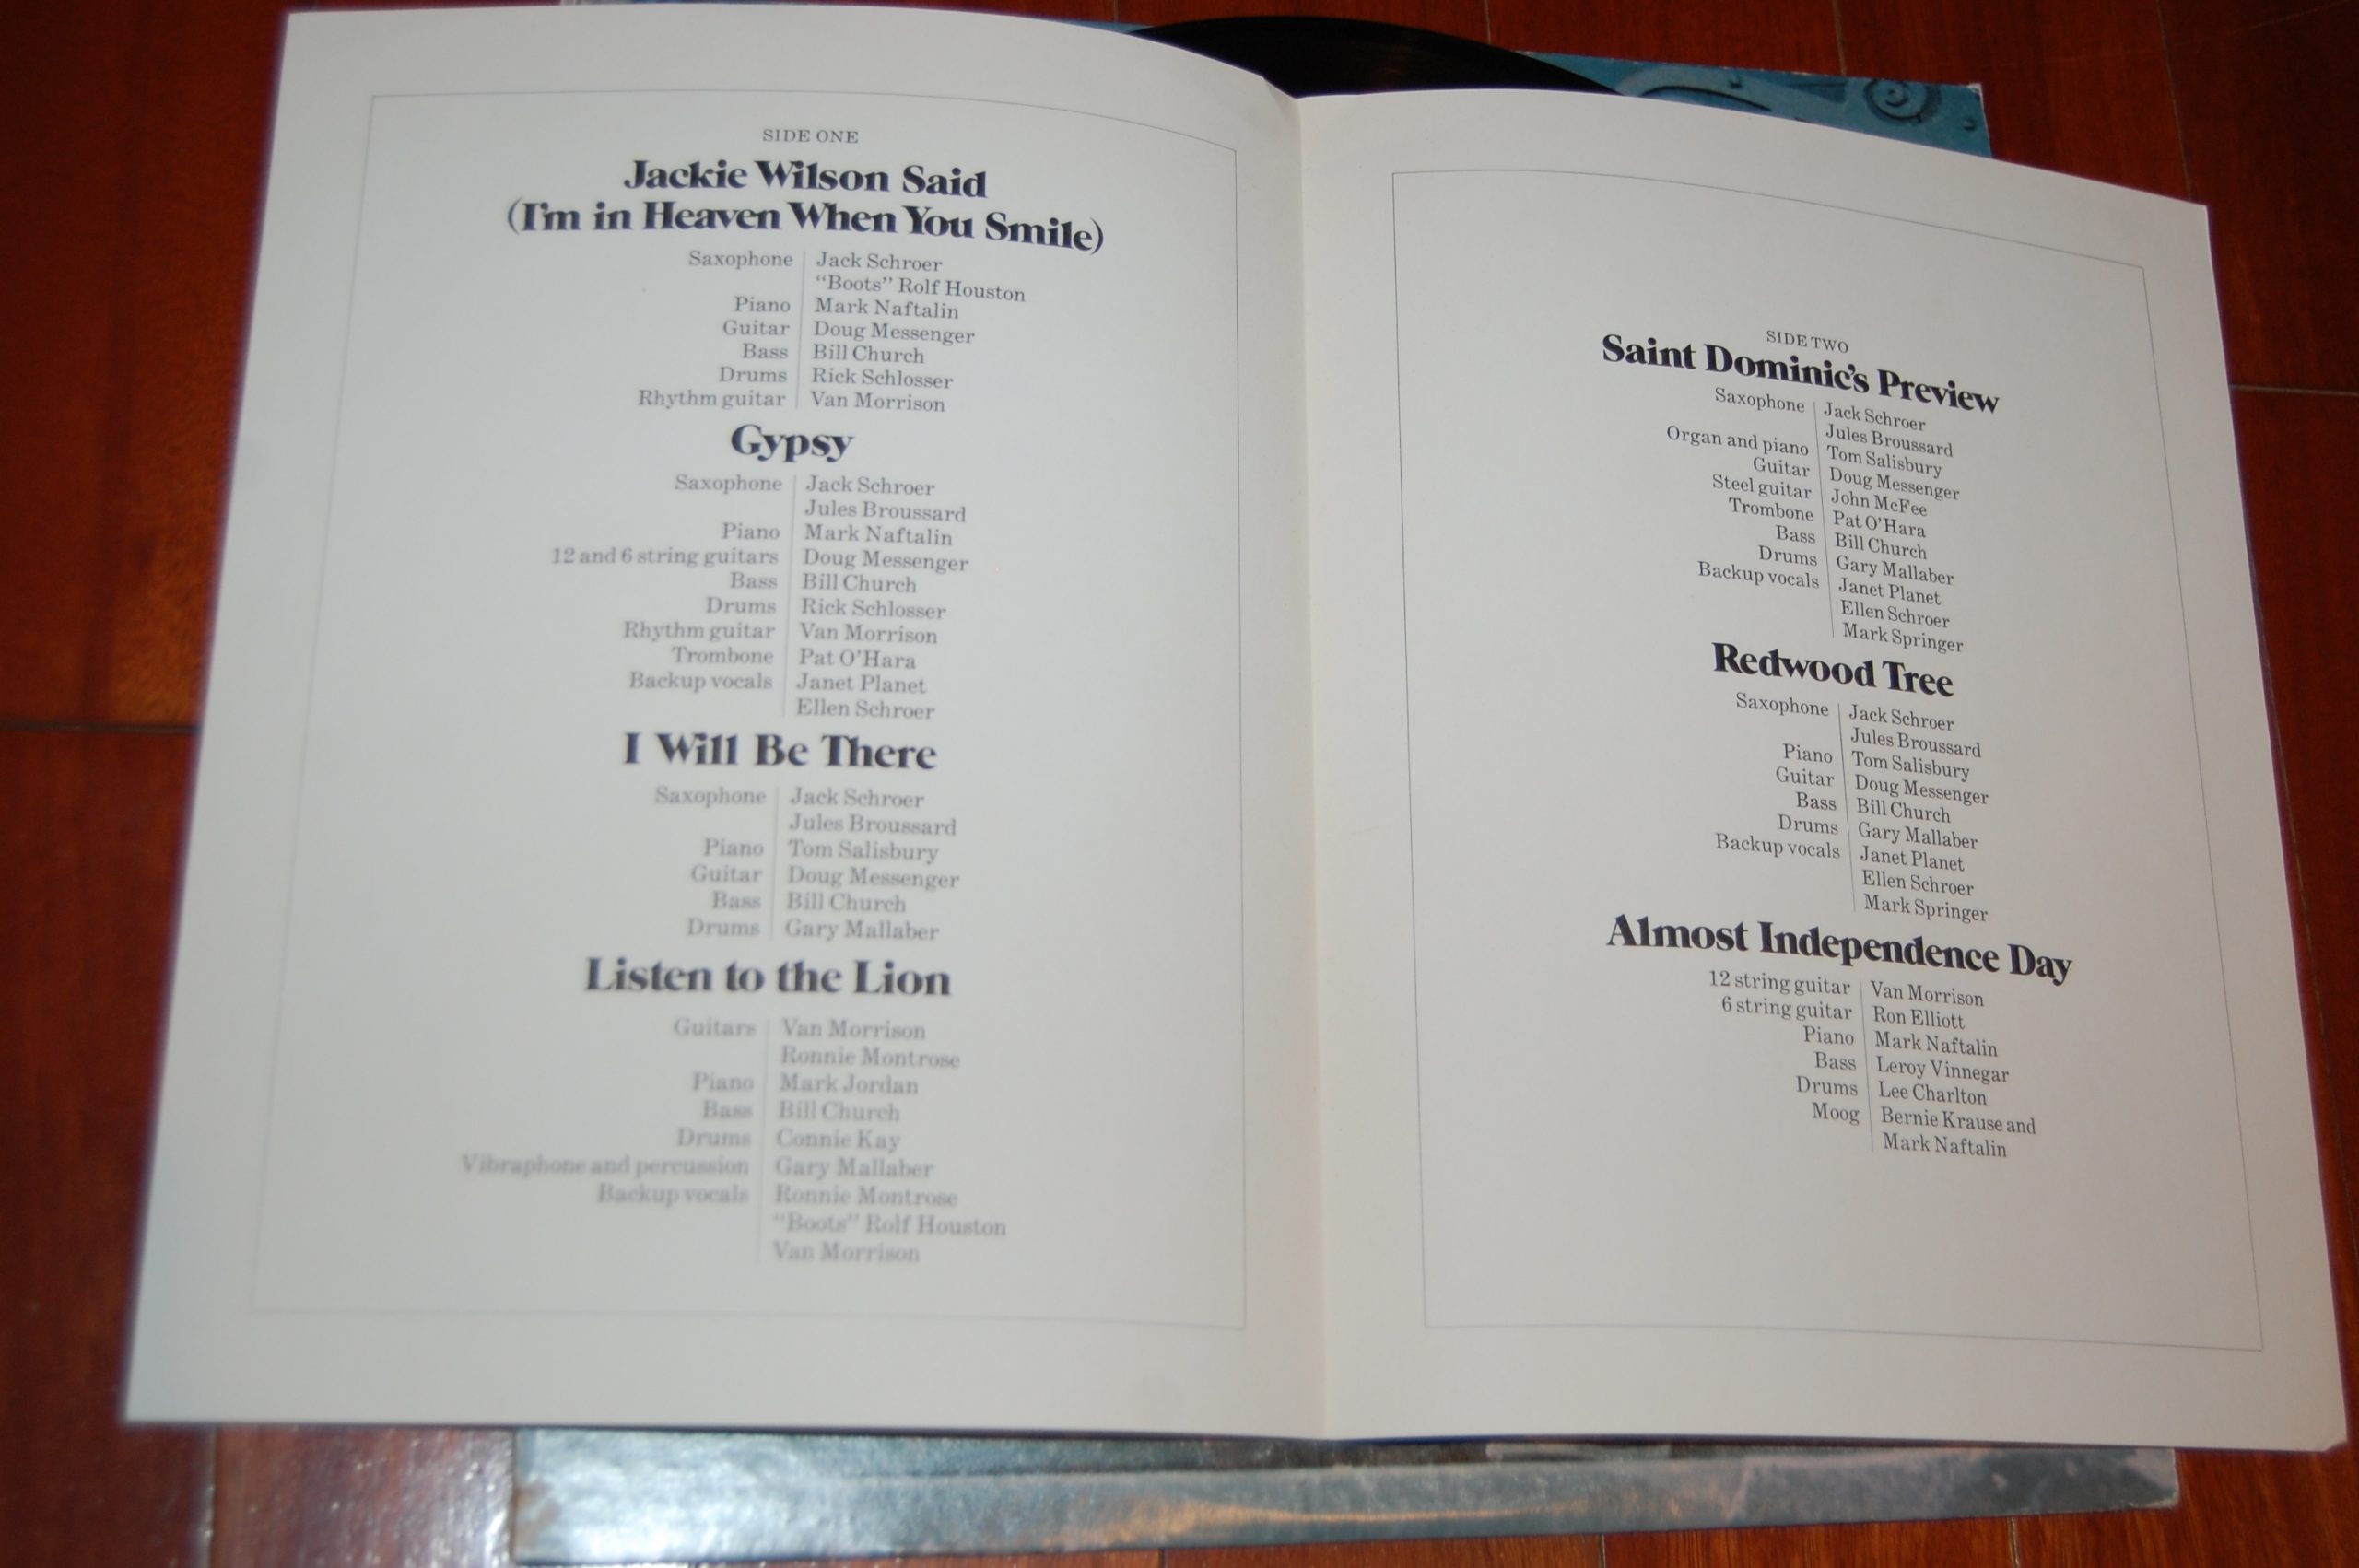 SIDE ONE
Jackie Wilson Said
(I'm in Heaven When You Smile)
Saxophone Jack Schroer
"Boots" Rolf Houston
Piano Mark Naftalin
Guitar Doug Messenger
Bass Bill Church
Drums Rick Schlosser
Rhythm guitar Van Morrison
Gypsy
Saxophone Jack Schroer
Jules Broussard
Piano Mark Naftalin
12 and 6 string guitars Doug Messenger
Bass Bill Church
Drums Rick Schlosser
Rhythm guitar Van Morrison
Trombone Pat O'Hara
Backup vocals Janet Planet
Ellen Schroer
I Will Be There
Saxophone Jack Schroer
Jules Broussard
Piano Tom Salisbury
Guitar Doug Messenger
Bass Bill Church
Drums Gary Mallaber
Listen to the Lion
Guitars Van Morrison
Ronnie Montrose
Piano Mark Jordan
Bass Bill Church
Drums Connie Kay
Vibraphone and percussion Gary Mallaber
Backup vocals Ronnie Montrose
"Boots" Rolf Houston
Van Morrison
SIDE TWO
Saint Dominic's Preview
Saxophone Jack Schroer
Jules Broussard
Organ and piano Tom Salisbury
Guitar Doug Messenger
Steel guitar John McFee
Trombone Pat O'Hara
Bass Bill Church
Drums Gary Mallaber
Backup vocals Janet Planet
Ellen Schroer
Mark Springer
Redwood Tree
Saxophone Jack Schroer
Jules Broussard
Piano Tom Salisbury
Guitar Doug Messenger
Bass Bill Church
Drums Gary Mallaber
Backup vocals Janet Planet
Ellen Schroer
Mark Springer
Almost Independence Day
12 string guitar Van Morrison
6 string guitar Ron Elliott
Piano Mark Naftalin
Bass Leroy Vinnegar
Drums Lee Charlton
Moog Bernie Krause and
Mark Naftalin